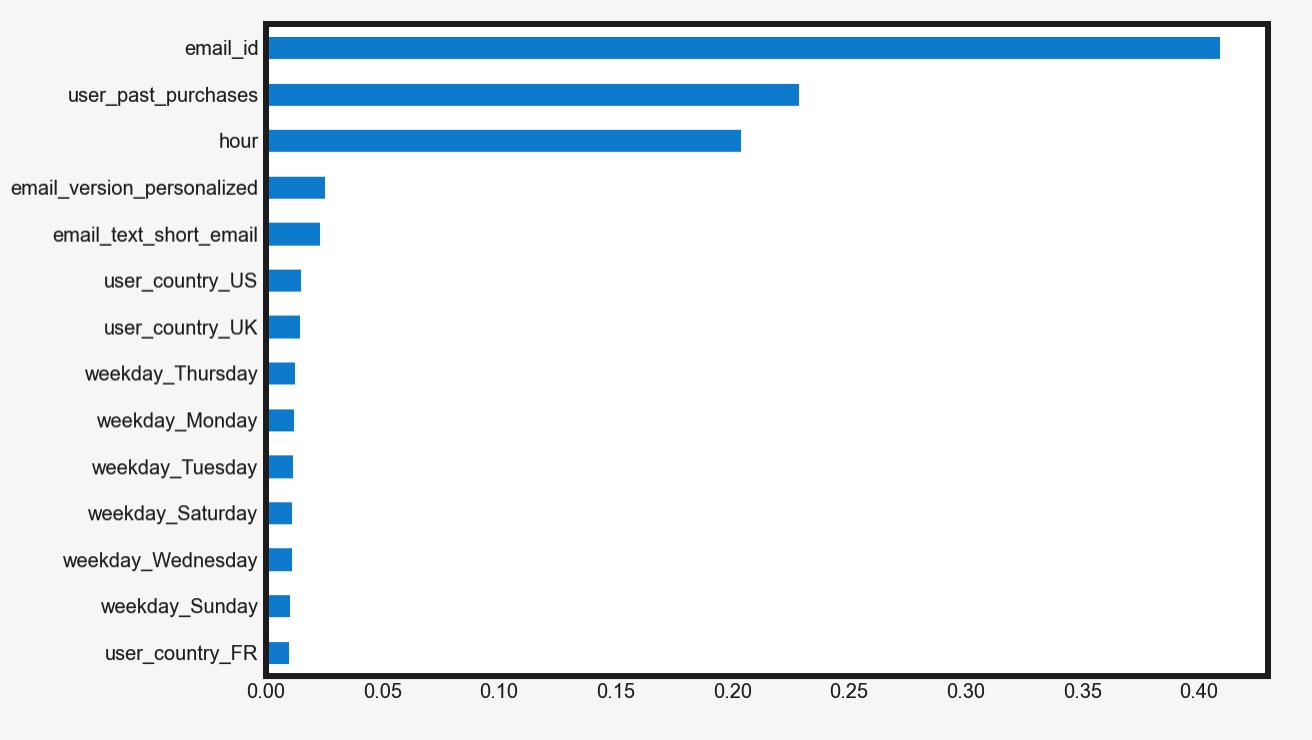 email_id
user_past_purchases
hour
email_version_personalized
email_text_short_email
user_country_US
user_country_UK
weekday_Thursday
weekday_Monday
weekday_Tuesday
weekday_Saturday
weekday_Wednesday
weekday_Sunday
user_country_FR
0.00 0.05 0.10 0.15 0.20 0.25 0.30 0.35 0.40